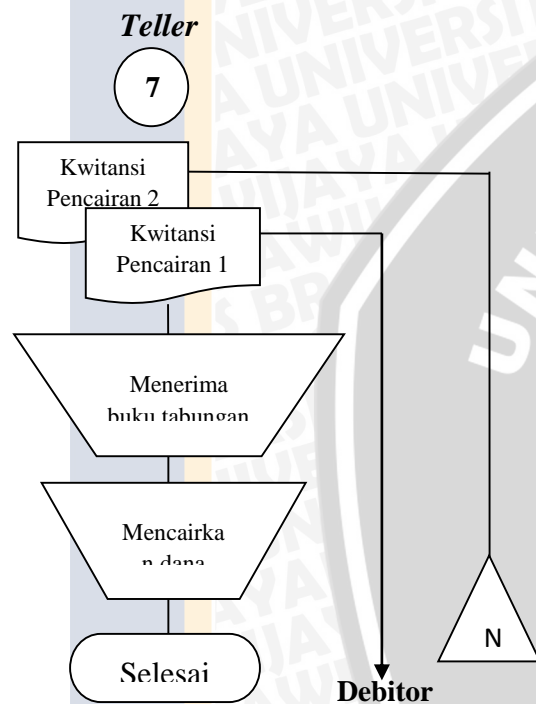 Teller
7
Kwitansi
Pencairan 2
Kwitansi
Pencairan 1
Menerima
buku tabungan
Mencairka
n dana
Selesai
N
Debitor